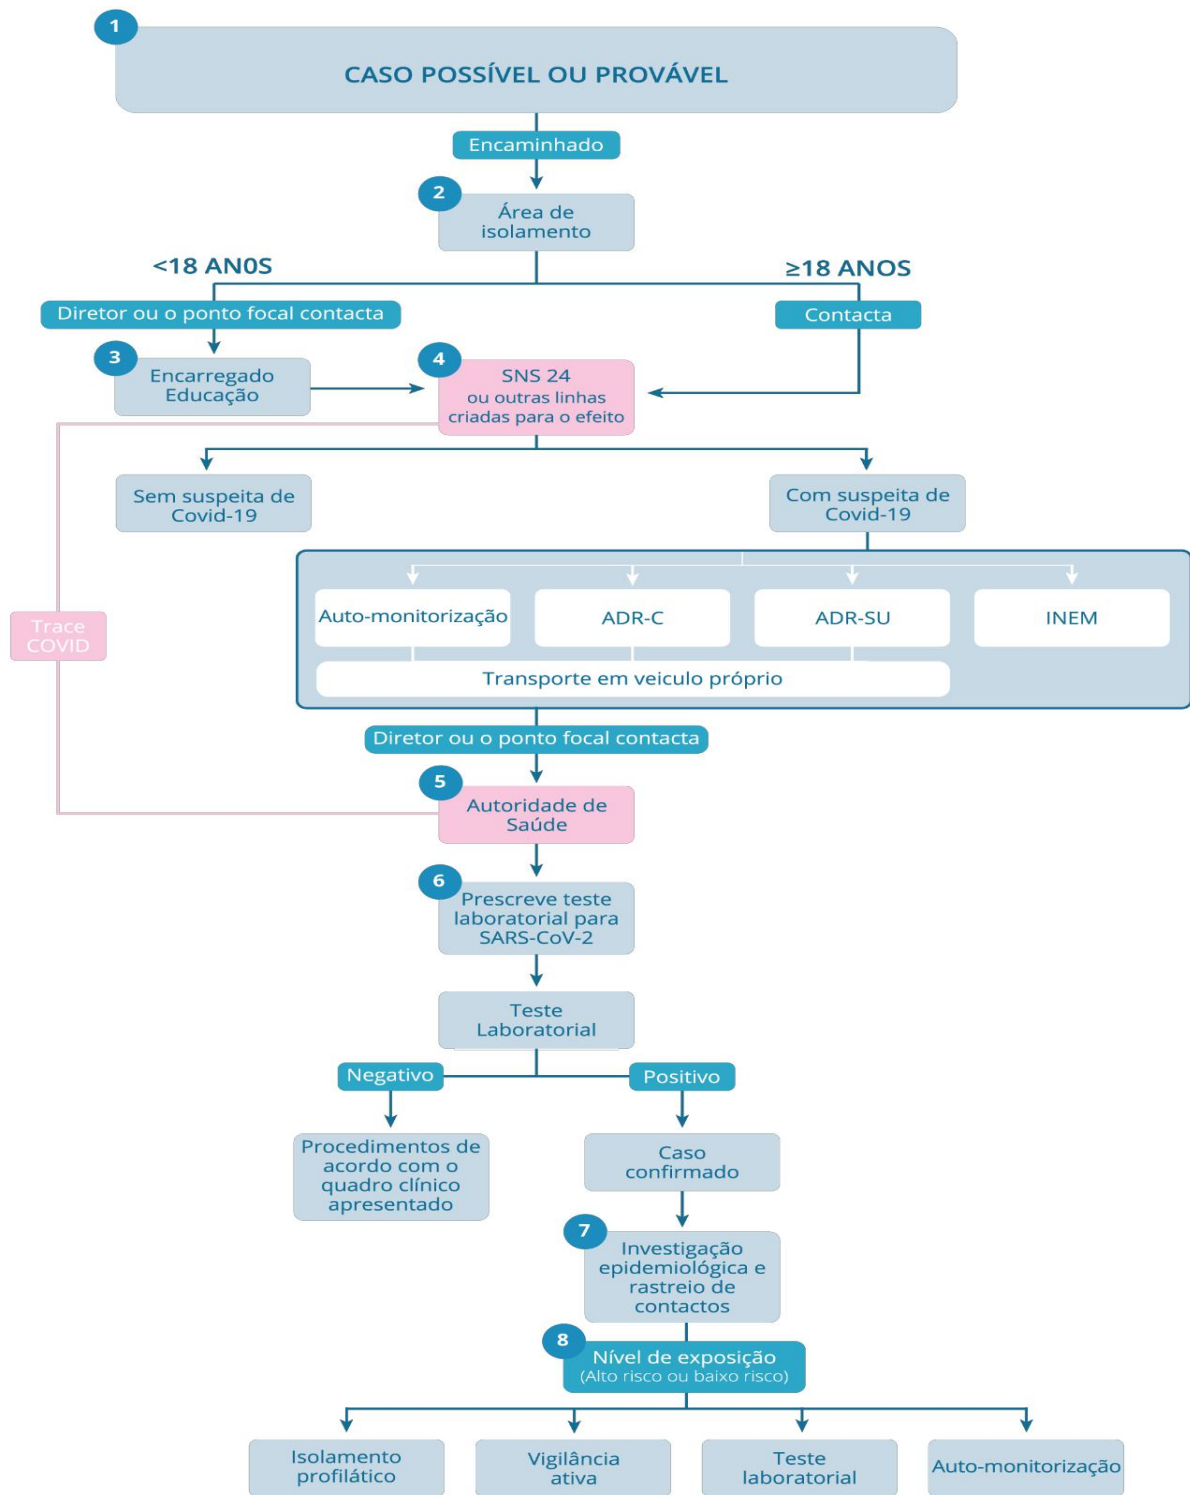 1
CASO POSSÍVEL OU PROVÁVEL
Encaminhado
2
Área de
isolamento
<18 AN0S
≥18 ANOS
Diretor ou o ponto focal contacta
Contacta
3
Encarregado
Educação
4
SNS 24
ou outras linhas
criadas para o efeito
Sem suspeita de
Covid-19
Com suspeita de
Covid-19
Trace
COVID
Auto-monitorização
ADR-C
ADR-SU
INEM
Transporte em veiculo próprio
Diretor ou o ponto focal contacta
5
Autoridade de
Saúde
6
Prescreve teste
laboratorial para
SARS-CoV-2
Teste
Laboratorial
Negativo
Positivo
Procedimentos de
acordo com o
quadro clínico
apresentado
Caso
confirmado
7
Investigação
epidemiológica e
rastreio de
contactos
8
Nível de exposição
(Alto risco ou baixo risco)
Isolamento
profilático
Vigilância
ativa
Teste
laboratorial
Auto-monitorização